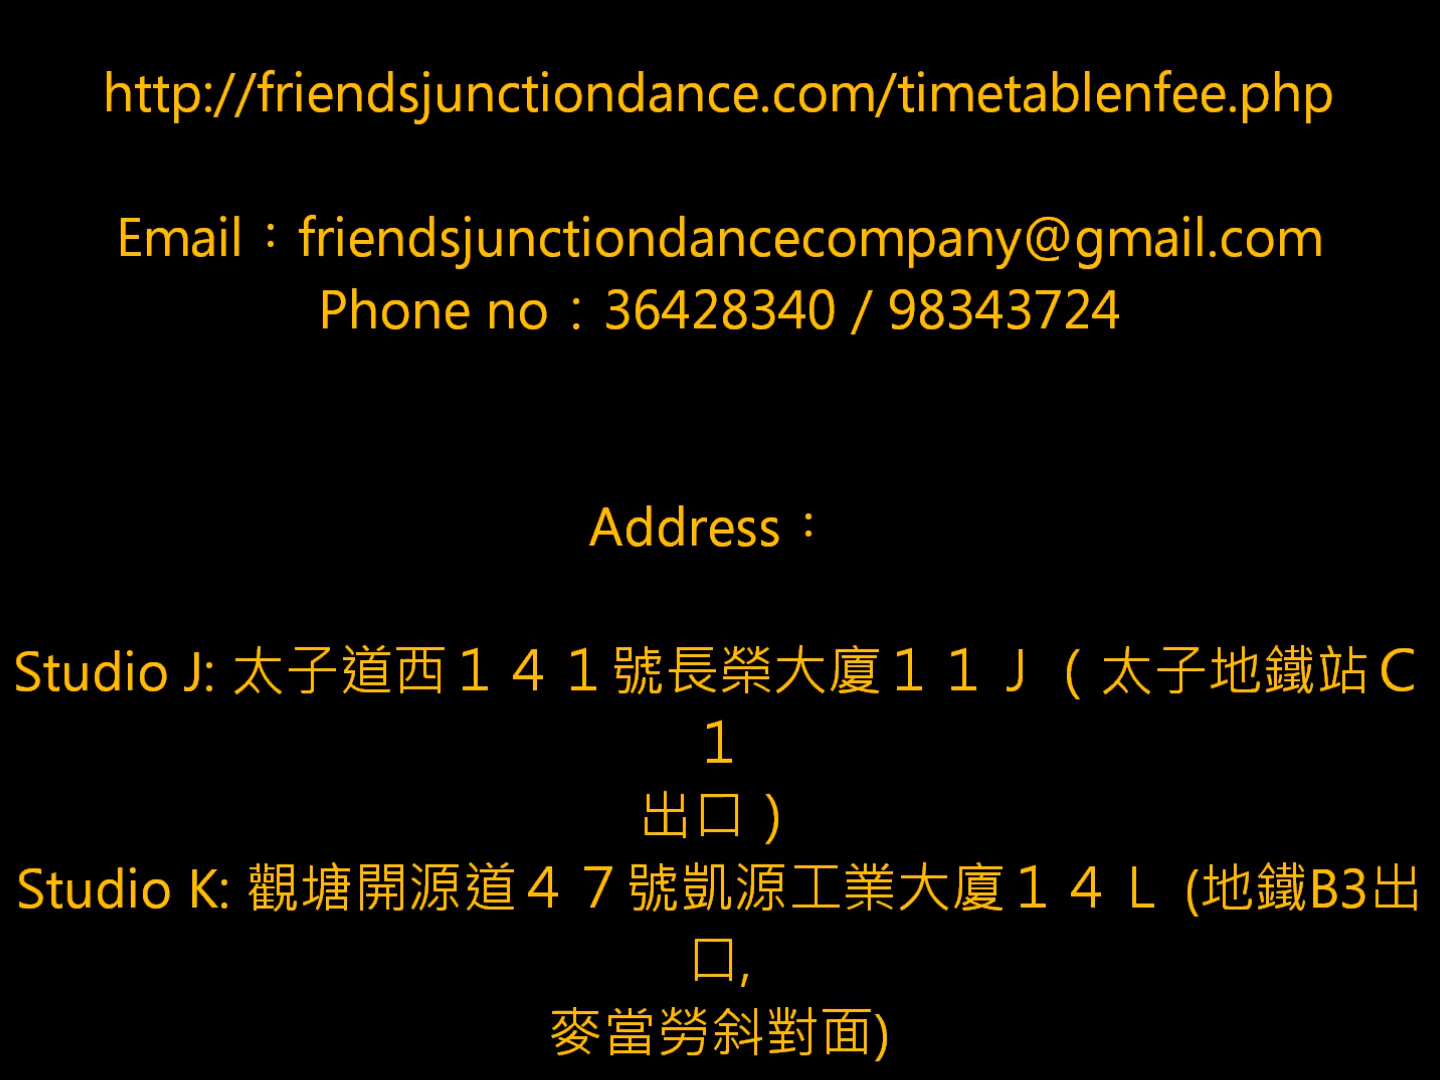 http://friendsjunctiondance.com/timetablenfee.php
Email：friendsjunctiondancecompany@gmail.com
Phone no：36428340 / 98343724
Address：
Studio J: 太子道西１４１號長榮大廈１１Ｊ（太子地鐵站Ｃ
１
出口）
Studio K: 觀塘開源道４７號凱源工業大廈１４Ｌ (地鐵B3出
口,
麥當勞斜對面)